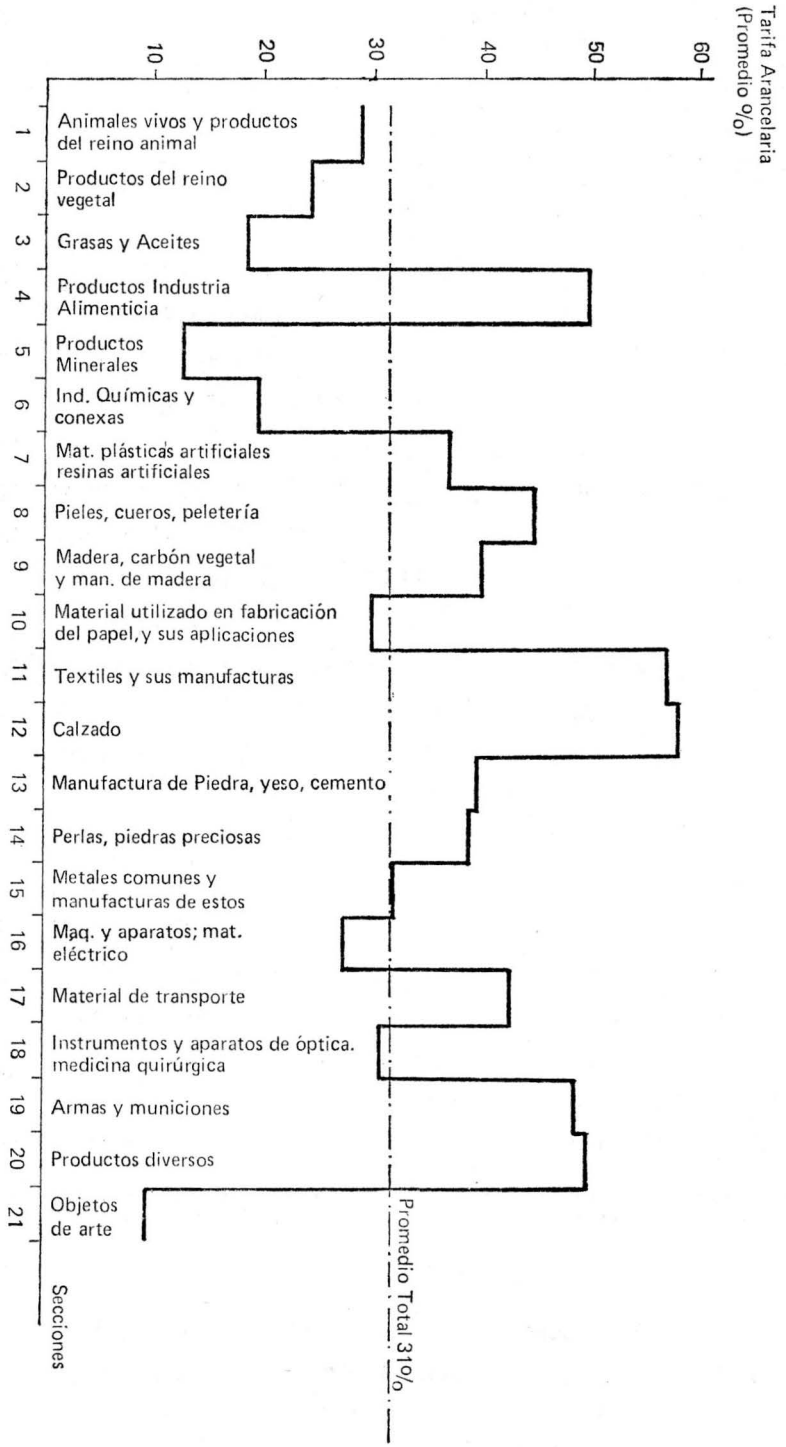 Tarifa Arancelaria
(Promedio %)
10
20
30
40
50
60
1
Animales vivos y productos
del reino animal
2
Productos del reino
vegetal
3
Grasas y Aceites
4
Productos Industria
Alimenticia
5
Productos
Minerales
6
Ind. Químicas y
conexas
7
Mat. plásticas artificiales
resinas artificiales
8
Pieles, cueros, peletería
9
Madera, carbón vegetal
y man. de madera
10
Material utilizado en fabricación
del papel, y sus aplicaciones
11
Textiles y sus manufacturas
12
Calzado
13
Manufactura de Piedra, yeso, cemento
14
Perlas, piedras preciosas
15
Metales comunes y
manufacturas de estos
16
Maq. y aparatos; mat.
eléctrico
17
Material de transporte
18
Instrumentos y aparatos de óptica.
medicina quirúrgica
19
Armas y municiones
20
Productos diversos
21
Objetos
de arte
Promedio Total 31%
Secciones